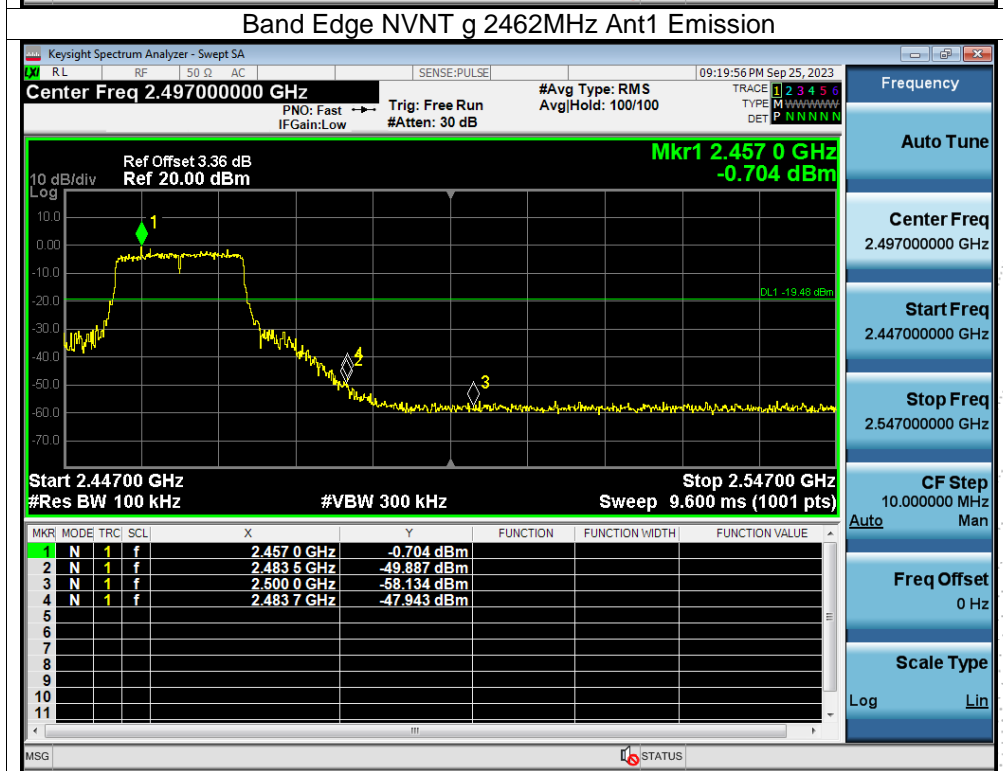 Band Edge NVNT g 2462MHz Ant1 Emission
Keysight Spectrum Analyzer - Swept SA
LXI RL RF 50 Ω AC SENSE:PULSE 09:19:56 PM Sep 25, 2023
Center Freq 2.497000000 GHz #Avg Type: RMS TRACE 1 2 3 4 5 6
PNO: Fast Trig: Free Run Avg|Hold: 100/100 TYPE M WWWWW
IFGain:Low #Atten: 30 dB DET P N N N N N
Mkr1 2.457 0 GHz
-0.704 dBm
Ref Offset 3.36 dB
10 dB/div Ref 20.00 dBm
Log
10.0
0.00
-10.0
-20.0
-30.0
-40.0
-50.0
-60.0
-70.0
1
DL1 -19.48 dBm
4
2
3
Start 2.44700 GHz Stop 2.54700 GHz
#Res BW 100 kHz #VBW 300 kHz Sweep 9.600 ms (1001 pts)
MKR MODE TRC SCL X Y FUNCTION FUNCTION WIDTH FUNCTION VALUE
1 N 1 f 2.457 0 GHz -0.704 dBm
2 N 1 f 2.483 5 GHz -49.887 dBm
3 N 1 f 2.500 0 GHz -58.134 dBm
4 N 1 f 2.483 7 GHz -47.943 dBm
5
6
7
8
9
10
11
MSG STATUS
Frequency
Auto Tune
Center Freq
2.497000000 GHz
Start Freq
2.447000000 GHz
Stop Freq
2.547000000 GHz
CF Step
10.000000 MHz
Auto Man
Freq Offset
0 Hz
Scale Type
Log Lin